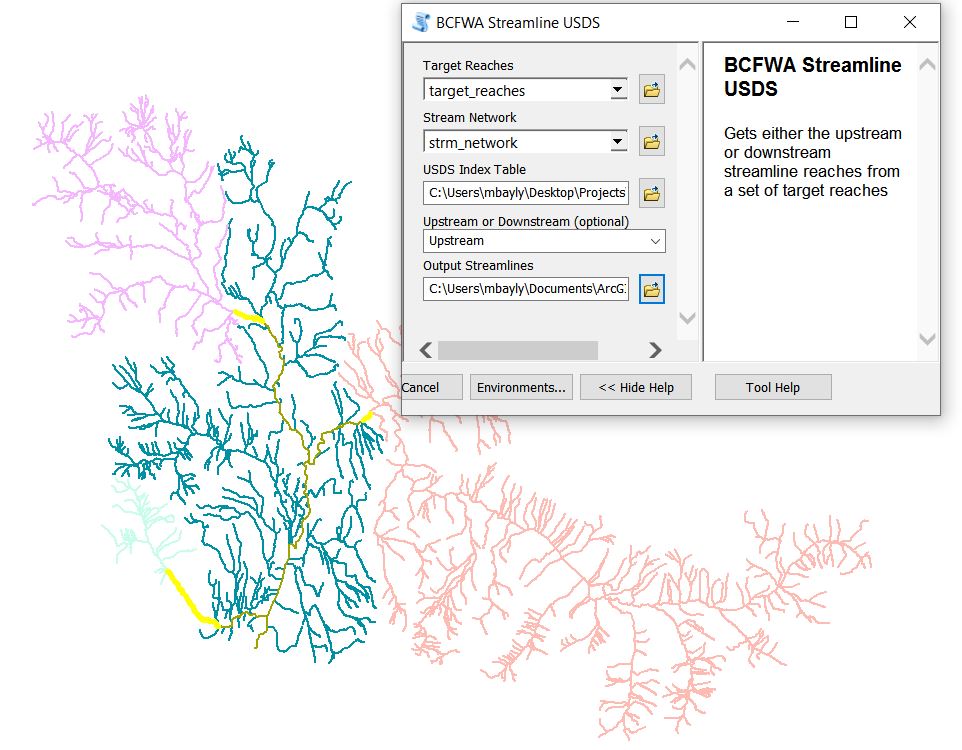 BCFWA Streamline USDS
Target Reaches
target_reaches
Stream Network
strm_network
USDS Index Table
C:\Users\mbayly\Desktop\Projects
Upstream or Downstream (optional)
Upstream
Output Streamlines
C:\Users\mbayly\Documents\ArcG
Cancel
Environments...
<< Hide Help
Tool Help
BCFWA Streamline
USDS
Gets either the upstream
or downstream
streamline reaches from
a set of target reaches